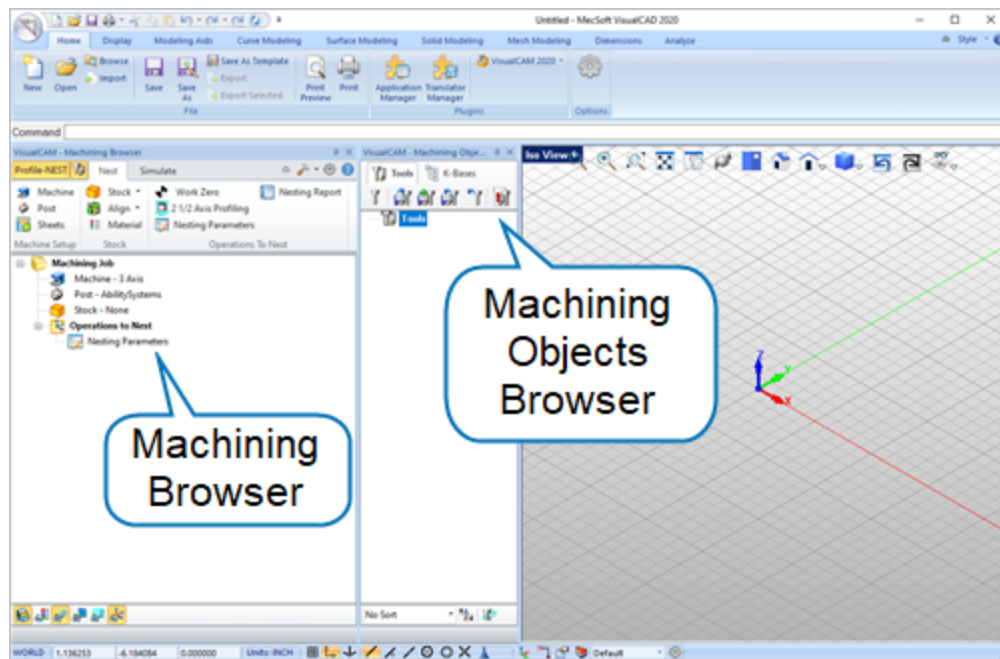 Untitled - MecSoft VisualCAD 2020
Home Display Modeling Aids Curve Modeling Surface Modeling Solid Modeling Mesh Modeling Dimensions Analyze Style
New Open Browse Import Save Save As Save As Template Export Export Selected Print Preview Print Application Manager Translator Manager VisualCAM 2020
File Plugins Options
Command
VisualCAM - Machining Browser
Profile-NEST Nest Simulate
Machine Stock Work Zero Nesting Report
Post Align 2 1/2 Axis Profiling
Sheets Material Nesting Parameters
Machine Setup Stock Operations To Nest
Machining Job
Machine - 3 Axis
Post - AbilitySystems
Stock - None
Operations to Nest
Nesting Parameters
Machining
Browser
VisualCAM - Machining Obje...
Tools K-Bases
Tools
Machining
Objects
Browser
No Sort
Iso View
Z
Y
X
WORLD 1.136253 -6.184084 0.000000 Units: INCH Default